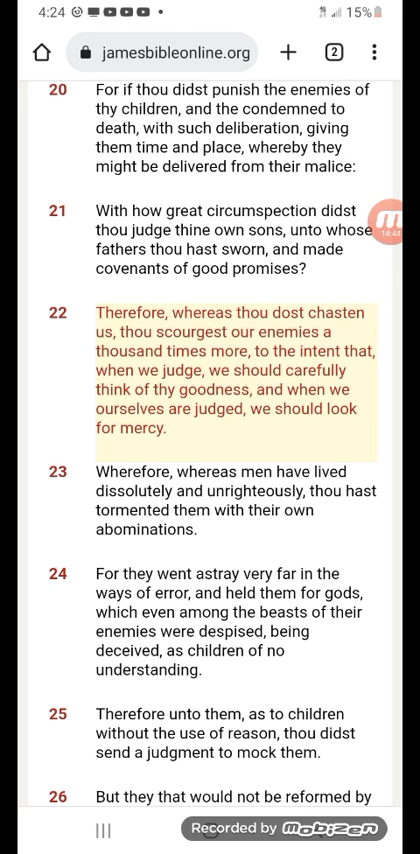 4:24 15%
jamesbibleonline.org 2
20 For if thou didst punish the enemies of
thy children, and the condemned to
death, with such deliberation, giving
them time and place, whereby they
might be delivered from their malice:
21 With how great circumspection didst
thou judge thine own sons, unto whose
fathers thou hast sworn, and made
covenants of good promises?
14:44
22 Therefore, whereas thou dost chasten
us, thou scourgest our enemies a
thousand times more, to the intent that,
when we judge, we should carefully
think of thy goodness, and when we
ourselves are judged, we should look
for mercy.
23 Wherefore, whereas men have lived
dissolutely and unrighteously, thou hast
tormented them with their own
abominations.
24 For they went astray very far in the
ways of error, and held them for gods,
which even among the beasts of their
enemies were despised, being
deceived, as children of no
understanding.
25 Therefore unto them, as to children
without the use of reason, thou didst
send a judgment to mock them.
26 But they that would not be reformed by
Recorded by mobizen